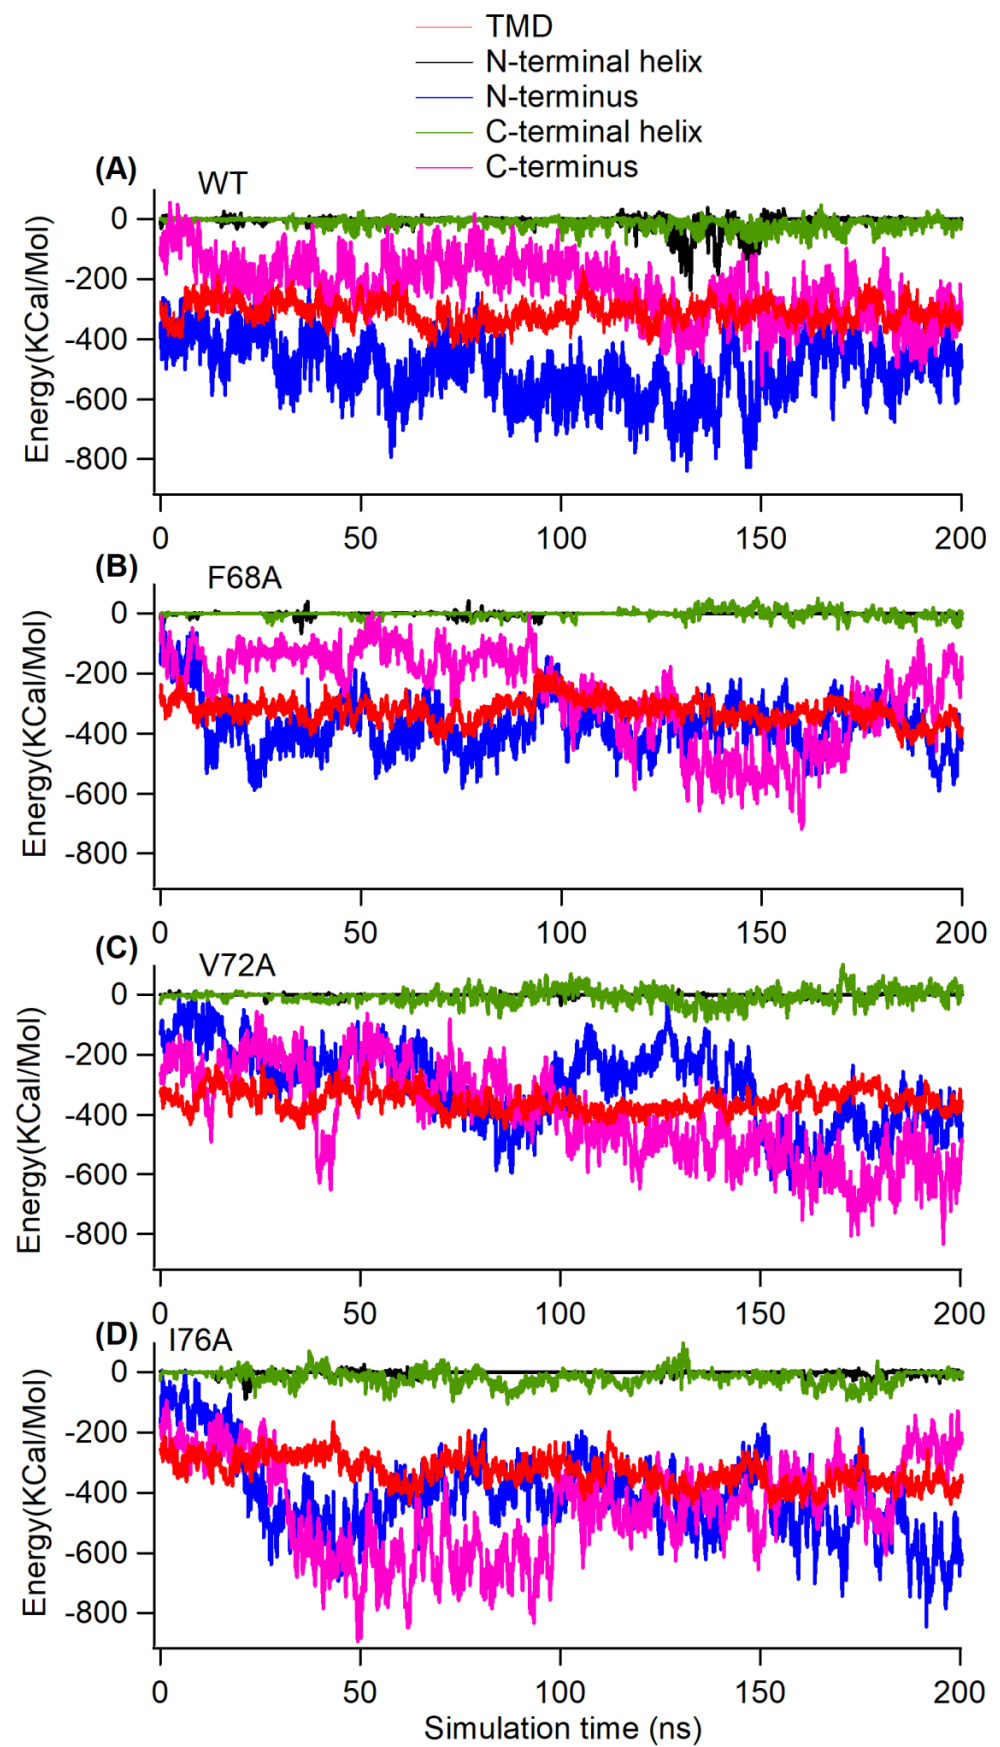 TMD
N-terminal helix
N-terminus
C-terminal helix
C-terminus
(A)
WT
Energy(KCal/Mol)
0
-200
-400
-600
-800
0 50 100 150 200
(B)
F68A
Energy(KCal/Mol)
0
-200
-400
-600
-800
0 50 100 150 200
(C)
V72A
Energy(KCal/Mol)
0
-200
-400
-600
-800
0 50 100 150 200
(D)
I76A
Energy(KCal/Mol)
0
-200
-400
-600
-800
0 50 100 150 200
Simulation time (ns)